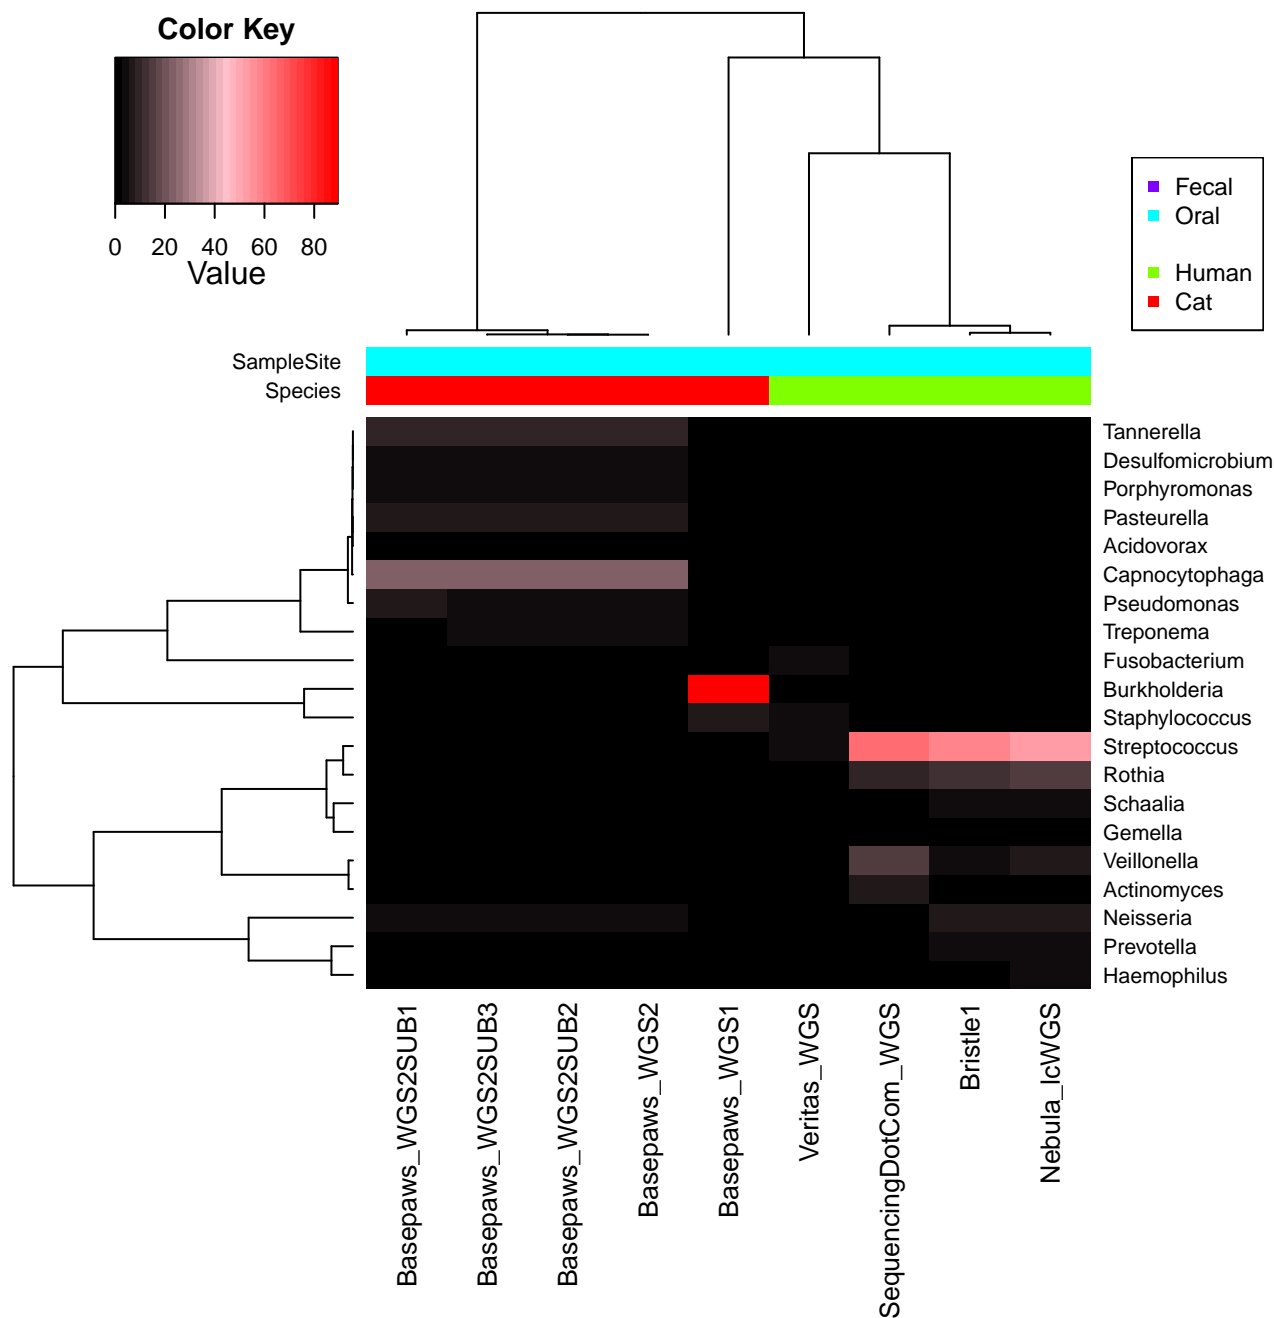 Color Key
0 20 40 60 80
Value
Fecal
Oral
Human
Cat
SampleSite
Species
Tannerella
Desulfomicrobium
Porphyromonas
Pasteurella
Acidovorax
Capnocytophaga
Pseudomonas
Treponema
Fusobacterium
Burkholderia
Staphylococcus
Streptococcus
Rothia
Schaalia
Gemella
Veillonella
Actinomyces
Neisseria
Prevotella
Haemophilus
Basepaws_WGS2SUB1
Basepaws_WGS2SUB3
Basepaws_WGS2SUB2
Basepaws_WGS2
Basepaws_WGS1
Veritas_WGS
SequencingDotCom_WGS
Bristle1
Nebula_lcWGS